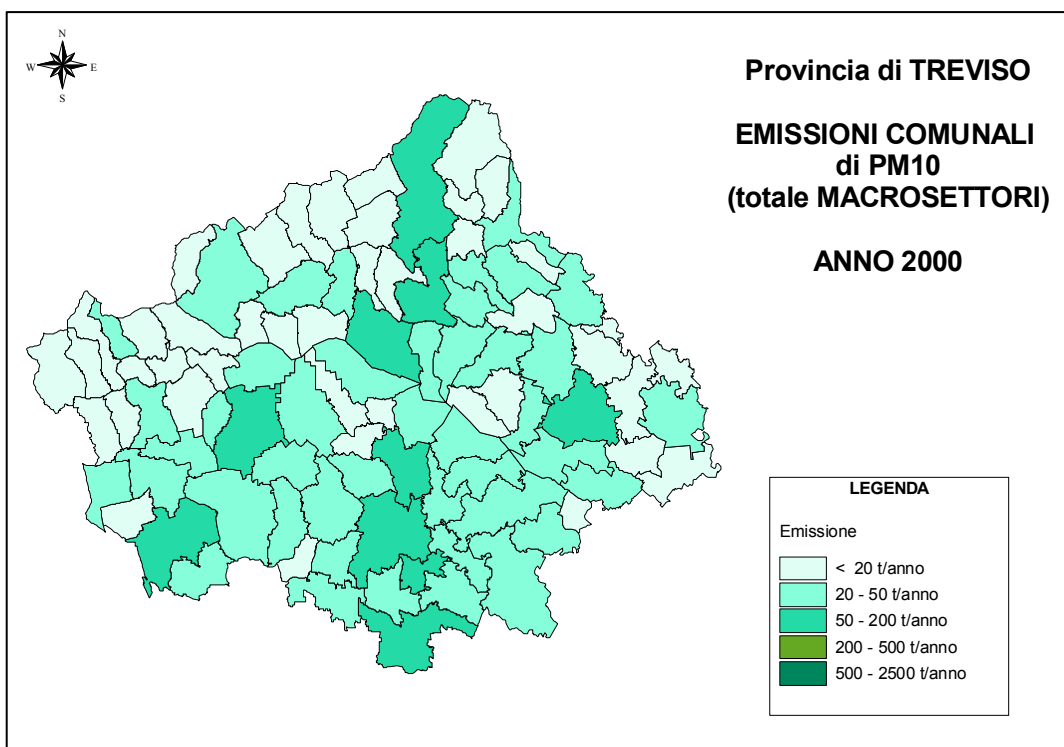 N
W E
S
Provincia di TREVISO
EMISSIONI COMUNALI
di PM10
(totale MACROSETTORI)
ANNO 2000
LEGENDA
Emissione
< 20 t/anno
20 - 50 t/anno
50 - 200 t/anno
200 - 500 t/anno
500 - 2500 t/anno